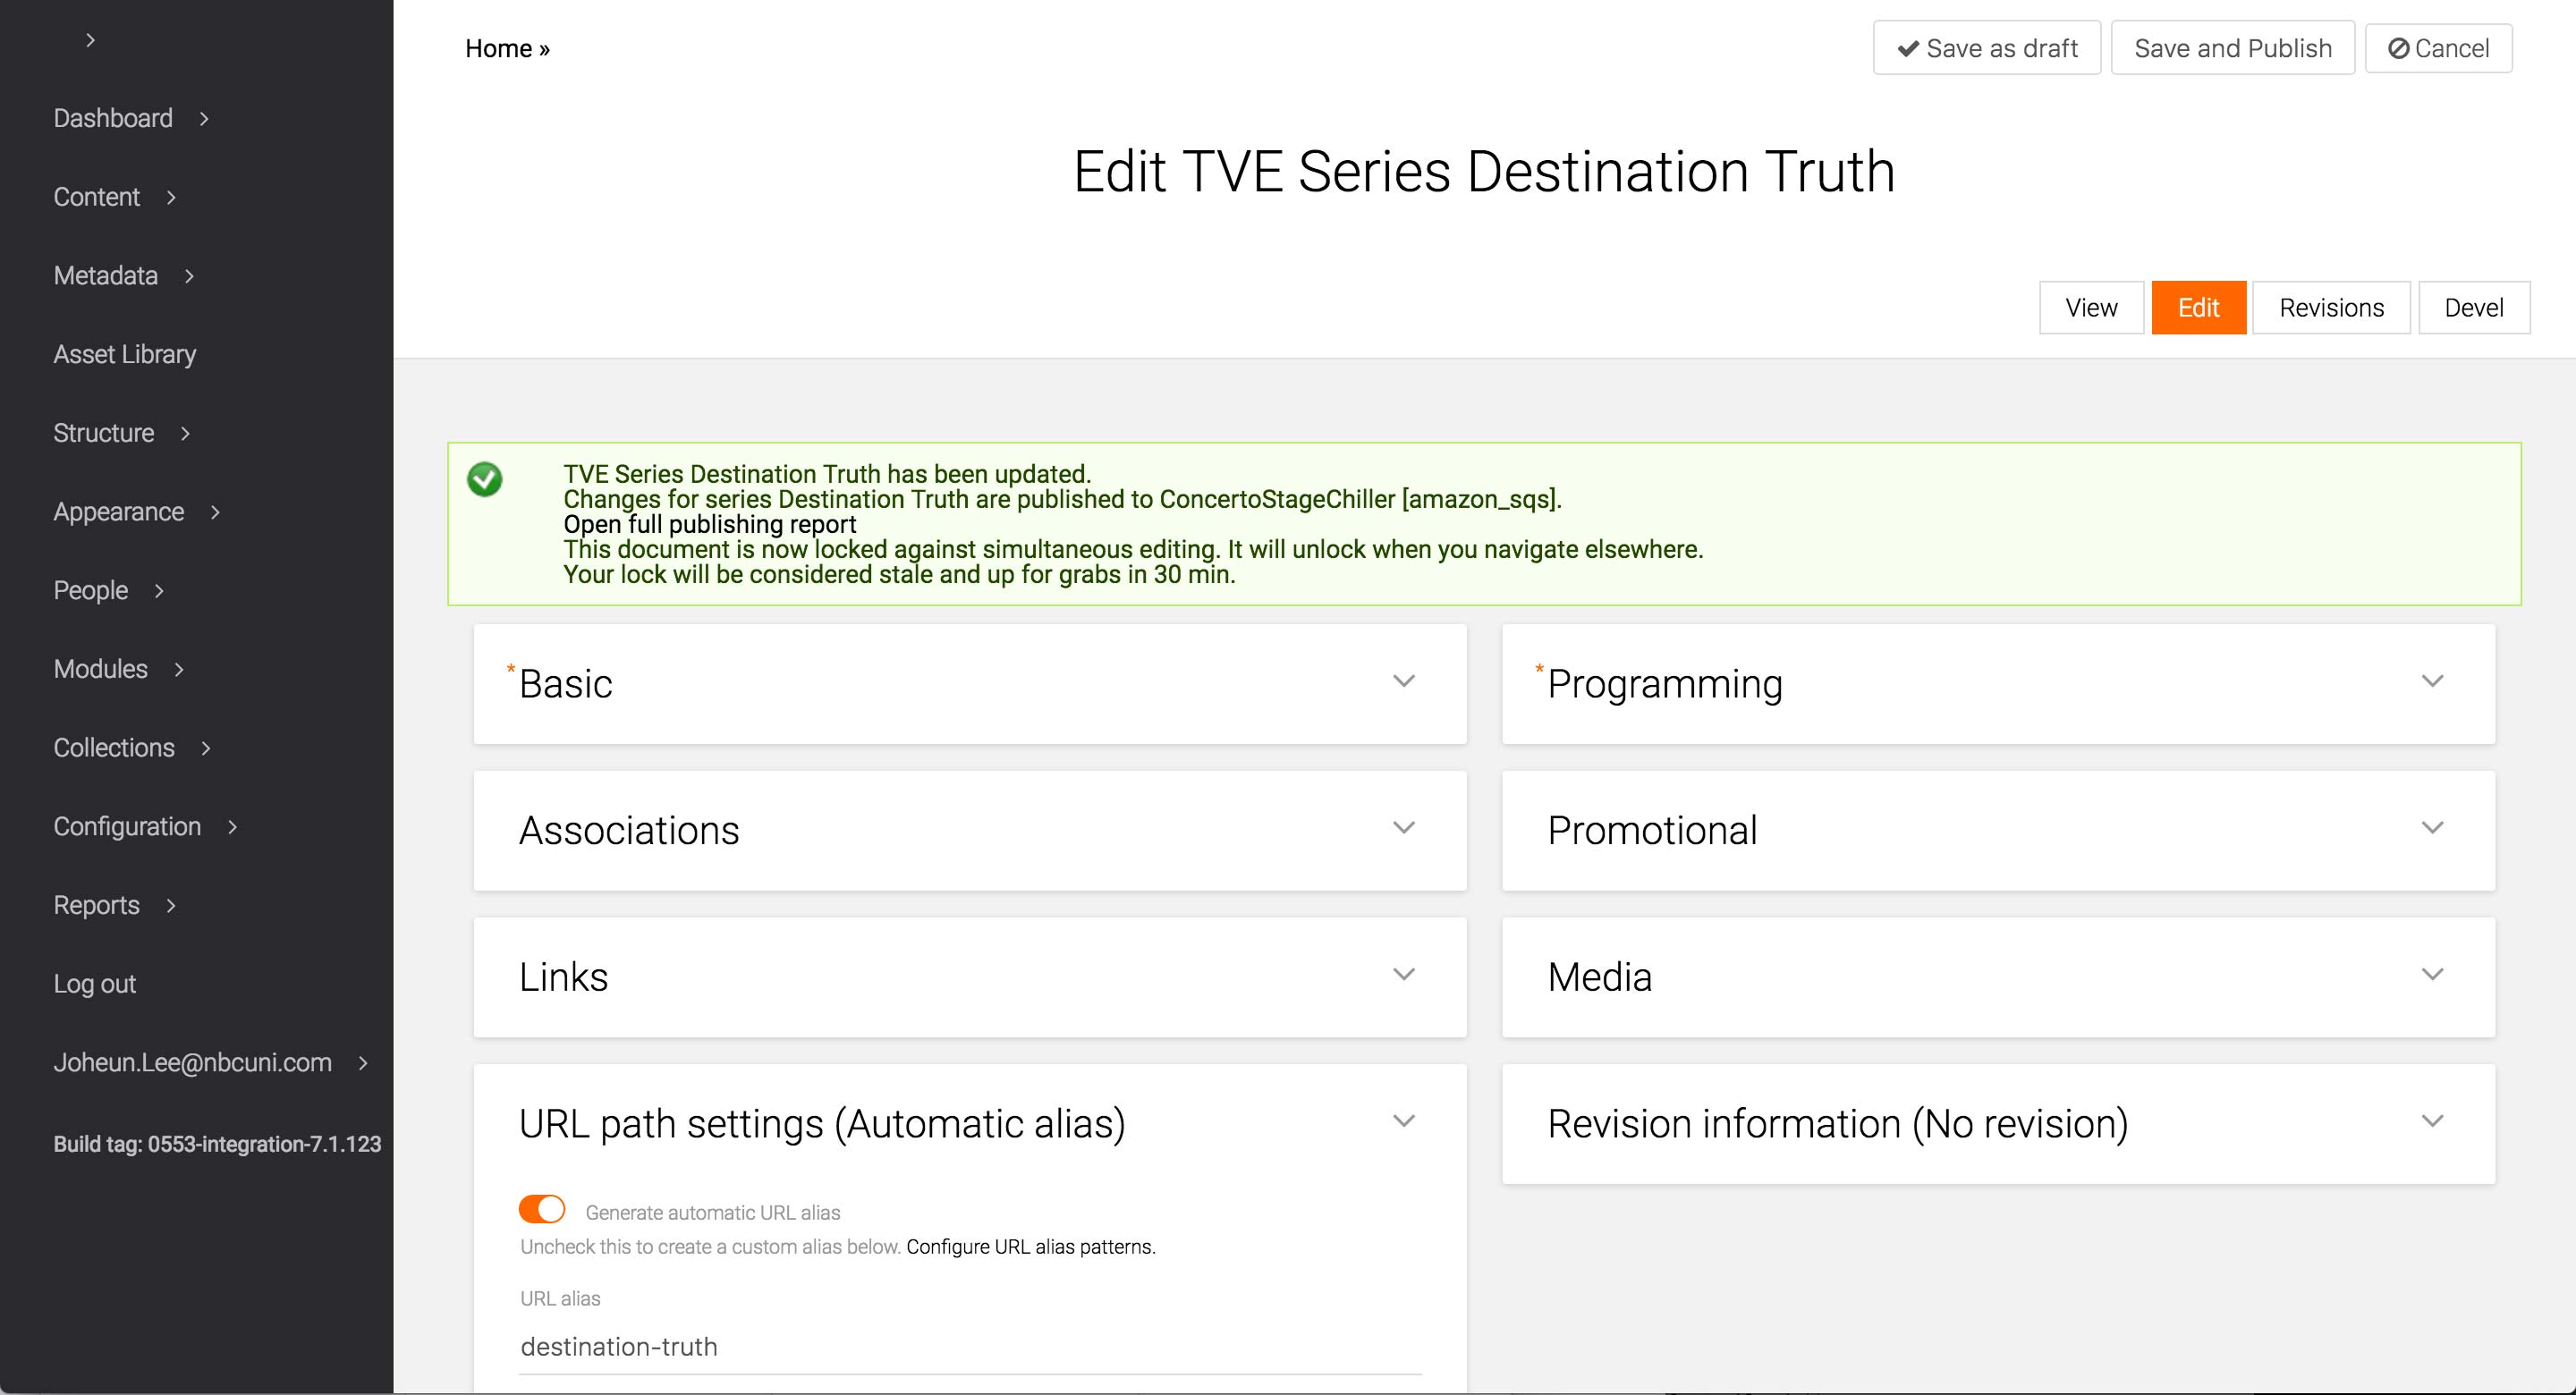 Home »
Save as draft
Save and Publish
Cancel
Dashboard
Content
Metadata
Asset Library
Structure
Appearance
People
Modules
Collections
Configuration
Reports
Log out
Joheun.Lee@nbcuni.com
Build tag: 0553-integration-7.1.123
Edit TVE Series Destination Truth
View
Edit
Revisions
Devel
TVE Series Destination Truth has been updated.
Changes for series Destination Truth are published to ConcertoStageChiller [amazon_sqs].
Open full publishing report
This document is now locked against simultaneous editing. It will unlock when you navigate elsewhere.
Your lock will be considered stale and up for grabs in 30 min.
*Basic
*Programming
Associations
Promotional
Links
Media
URL path settings (Automatic alias)
Revision information (No revision)
Generate automatic URL alias
Uncheck this to create a custom alias below. Configure URL alias patterns.
URL alias
destination-truth